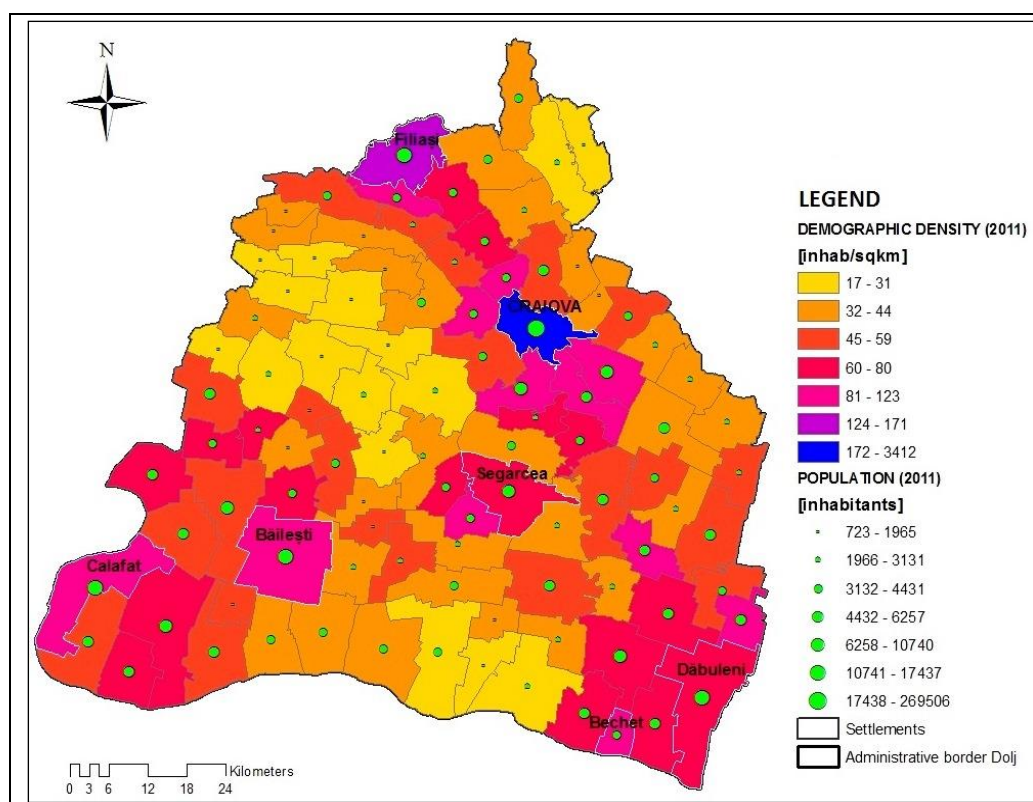 N
Filiași
CRAIOVA
Segarcea
Băilești
Calafat
Dăbuleni
Bechet
LEGEND
DEMOGRAPHIC DENSITY (2011)
[inhab/sqkm]
17 - 31
32 - 44
45 - 59
60 - 80
81 - 123
124 - 171
172 - 3412
POPULATION (2011)
[inhabitants]
723 - 1965
1966 - 3131
3132 - 4431
4432 - 6257
6258 - 10740
10741 - 17437
17438 - 269506
Settlements
Administrative border Dolj
Kilometers
0 3 6 12 18 24